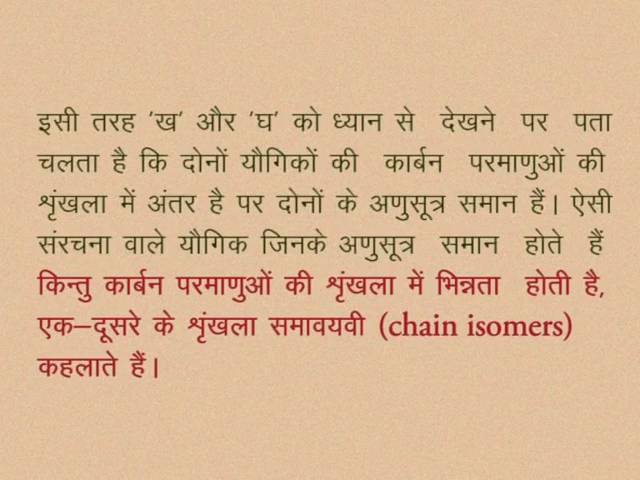 इसी तरह 'ख' और 'घ' को ध्यान से देखने पर पता
चलता है कि दोनों यौगिकों की कार्बन परमाणुओं की
शृंखला में अंतर है पर दोनों के अणुसूत्र समान हैं। ऐसी
संरचना वाले यौगिक जिनके अणुसूत्र समान होते हैं
किन्तु कार्बन परमाणुओं की शृंखला में भिन्नता होती है,
एक–दूसरे के शृंखला समावयवी (chain isomers)
कहलाते हैं।